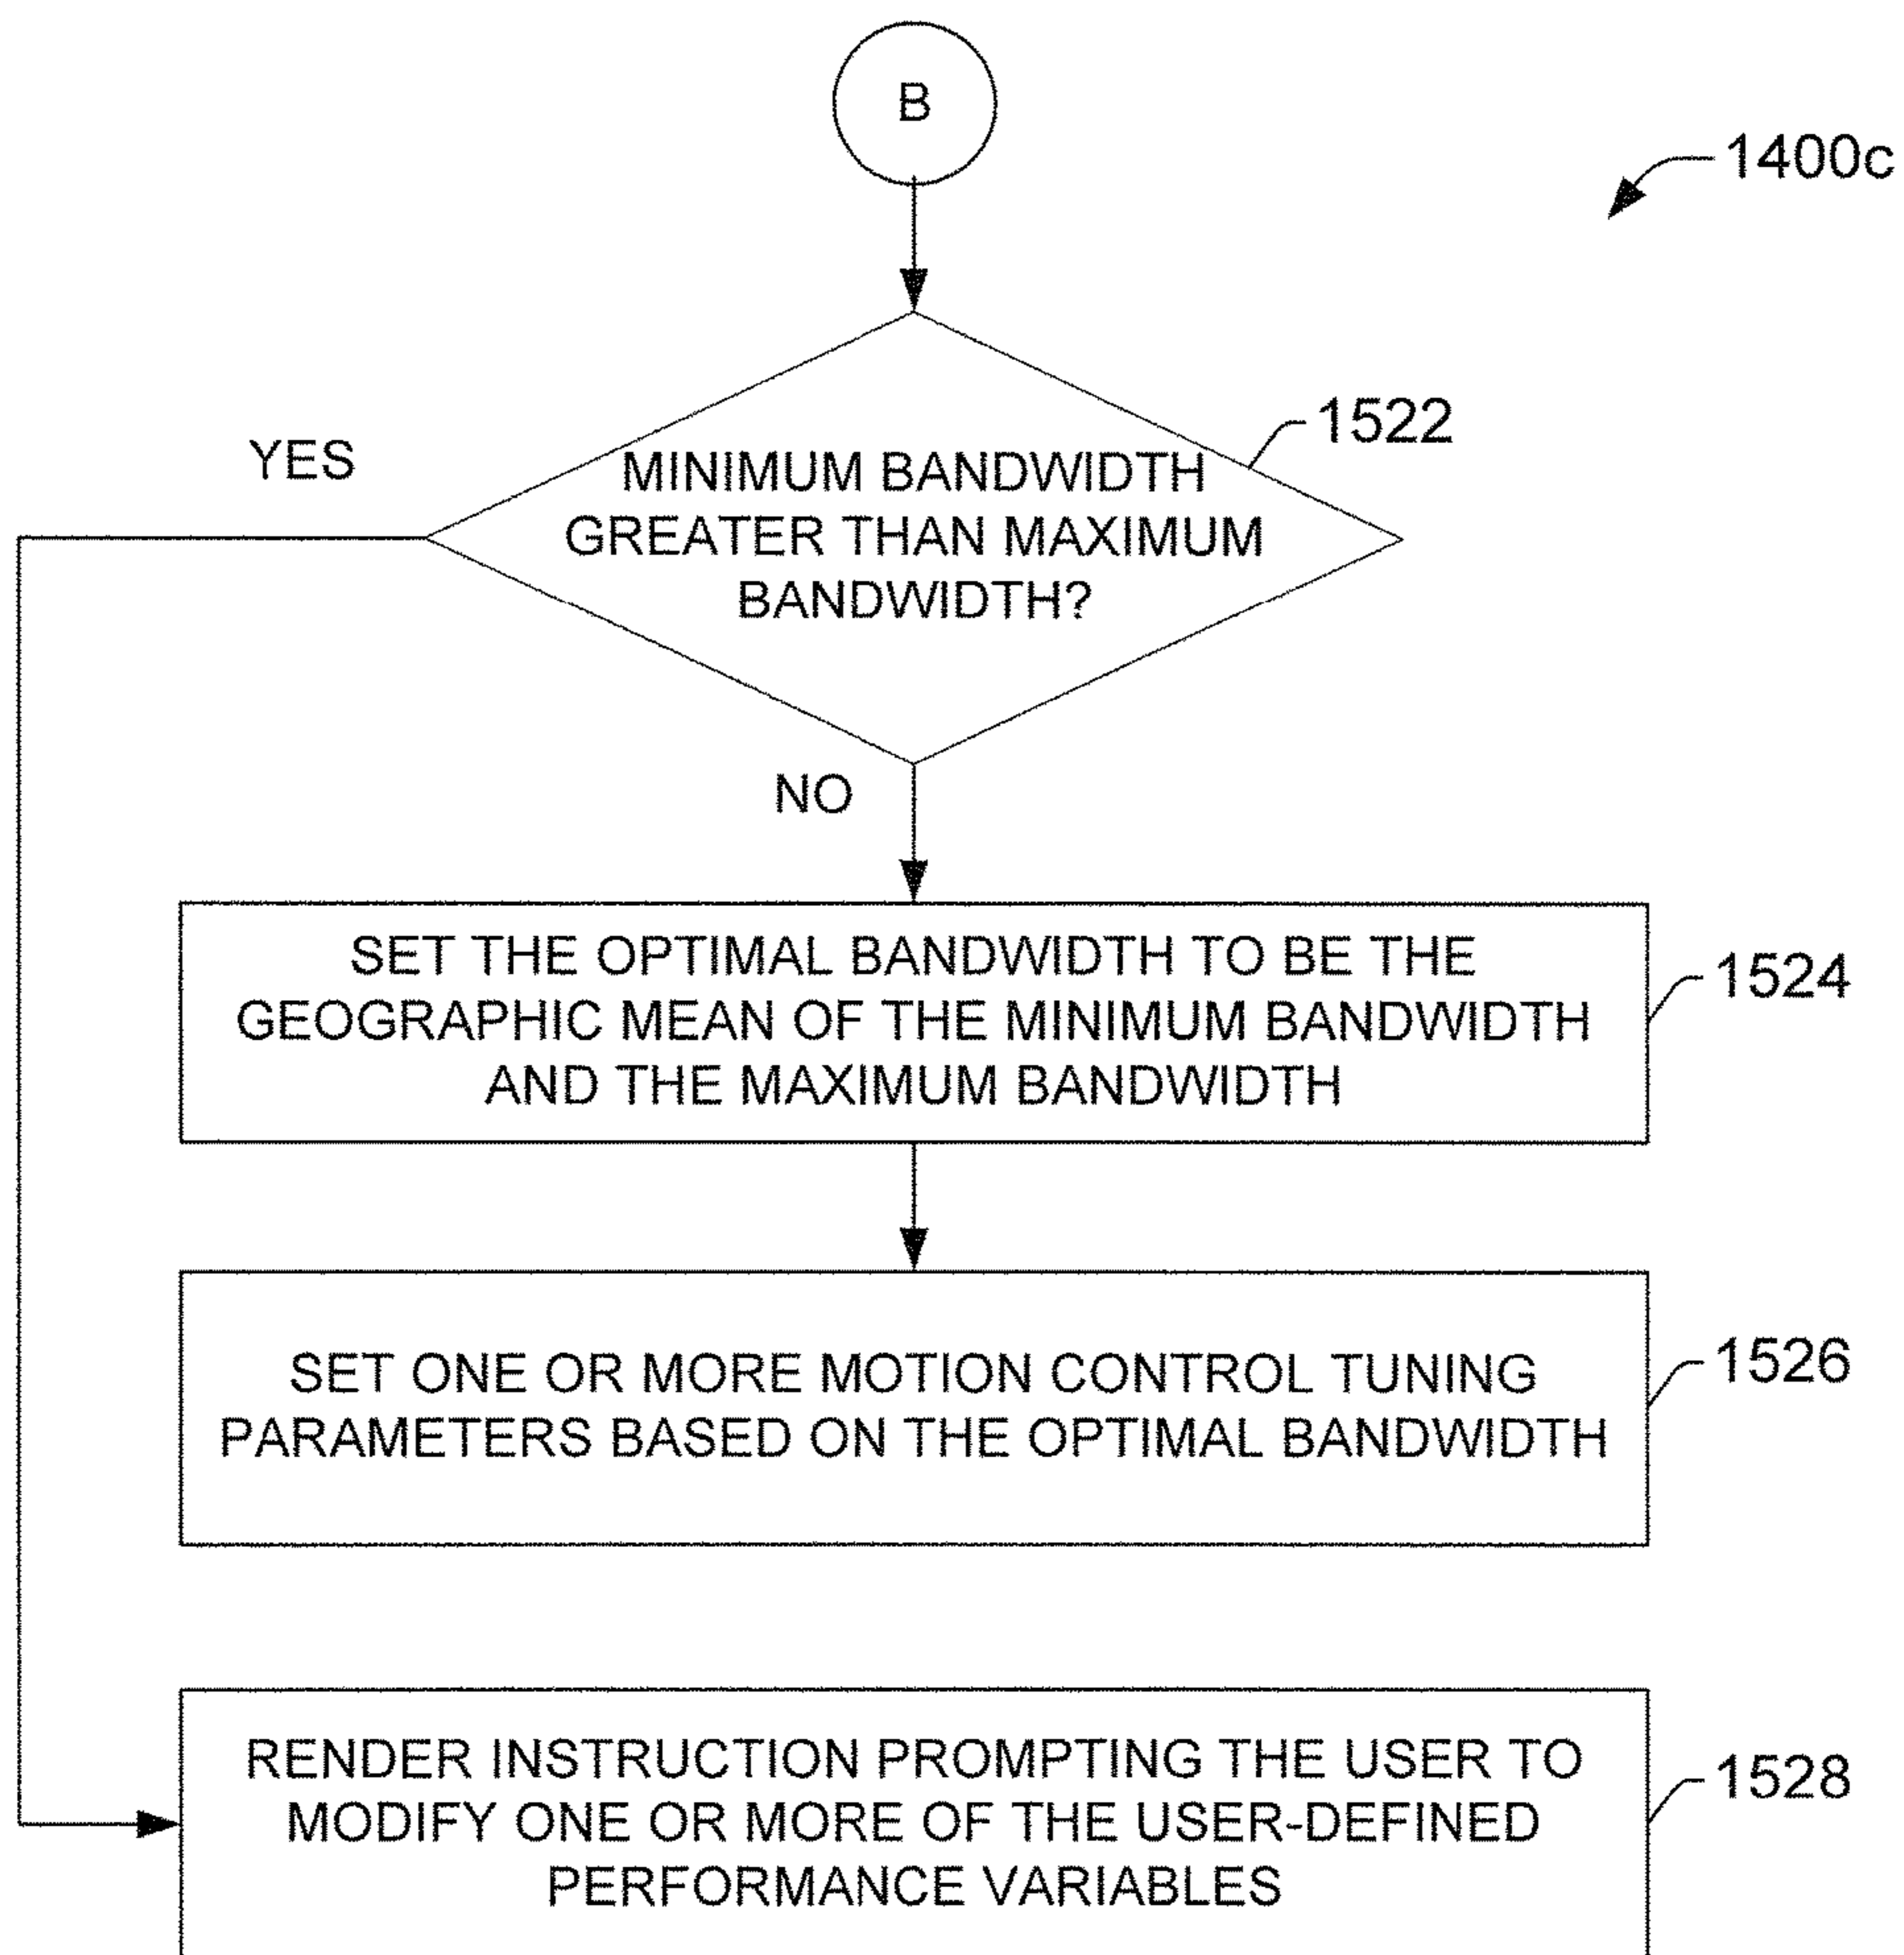 B
1400c
1522
YES
MINIMUM BANDWIDTH
GREATER THAN MAXIMUM
BANDWIDTH?
NO
SET THE OPTIMAL BANDWIDTH TO BE THE
GEOGRAPHIC MEAN OF THE MINIMUM BANDWIDTH
AND THE MAXIMUM BANDWIDTH
1524
SET ONE OR MORE MOTION CONTROL TUNING
PARAMETERS BASED ON THE OPTIMAL BANDWIDTH
1526
RENDER INSTRUCTION PROMPTING THE USER TO
MODIFY ONE OR MORE OF THE USER-DEFINED
PERFORMANCE VARIABLES
1528